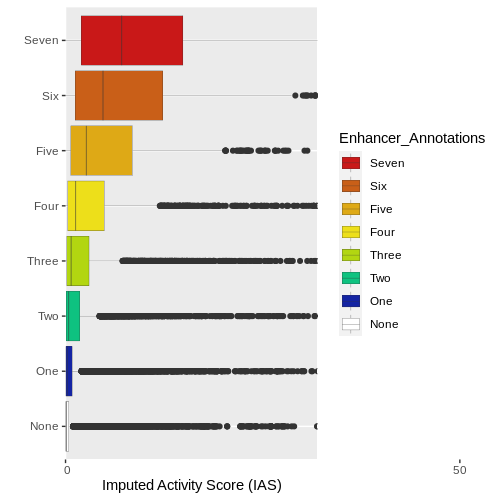 Seven
Six
Five
Four
Three
Two
One
None
0
50
Imputed Activity Score (IAS)
Enhancer_Annotations
Seven
Six
Five
Four
Three
Two
One
None